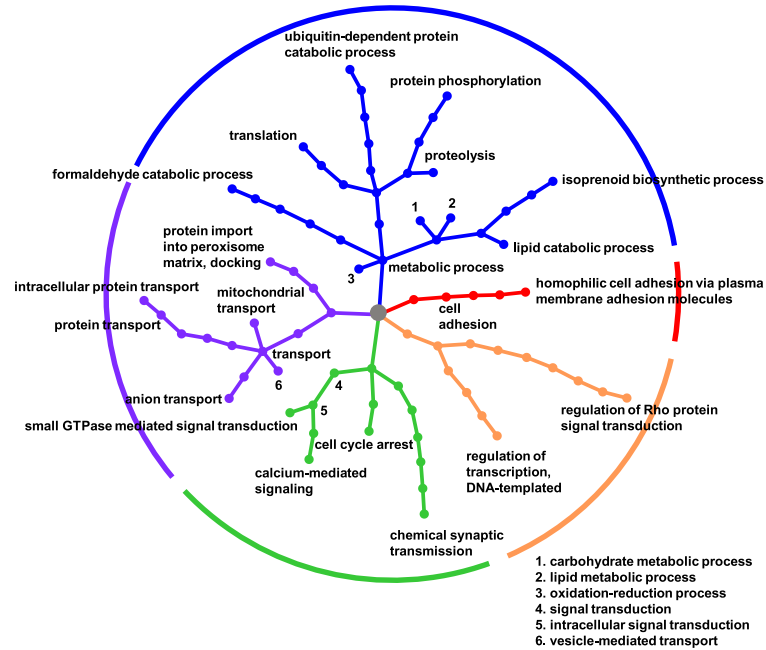 ubiquitin-dependent protein
catabolic process
protein phosphorylation
translation
proteolysis
formaldehyde catabolic process
isoprenoid biosynthetic process
1
2
protein import
into peroxisome
matrix, docking
lipid catabolic process
3
metabolic process
intracellular protein transport
mitochondrial
transport
homophilic cell adhesion via plasma
membrane adhesion molecules
cell
adhesion
protein transport
transport
6
4
anion transport
5
small GTPase mediated signal transduction
regulation of Rho protein
signal transduction
cell cycle arrest
calcium-mediated
signaling
regulation of
transcription,
DNA-templated
chemical synaptic
transmission
1. carbohydrate metabolic process
2. lipid metabolic process
3. oxidation-reduction process
4. signal transduction
5. intracellular signal transduction
6. vesicle-mediated transport